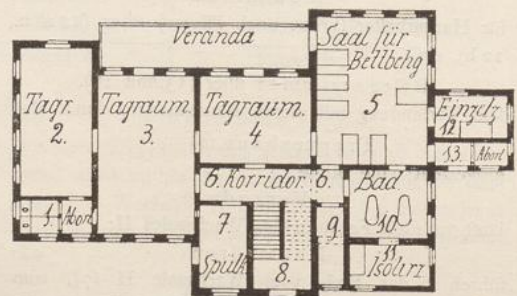 Veranda
Saal für
Bettbehg
5
Tagr.
2.
Tagraum.
3.
Tagraum.
4.
Einzelz
12
13.
Abort
1.
Abort
6. Korridor.
6.
Bad
10
7
Spülk
8.
9.
11
Isolirz